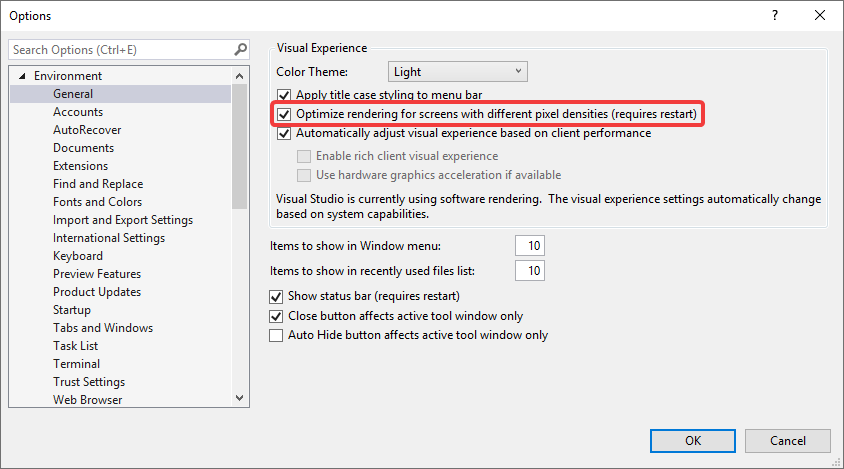 Options
?
Search Options (Ctrl+E)
Environment
General
Accounts
AutoRecover
Documents
Extensions
Find and Replace
Fonts and Colors
Import and Export Settings
International Settings
Keyboard
Preview Features
Product Updates
Startup
Tabs and Windows
Task List
Terminal
Trust Settings
Web Browser
Visual Experience
Color Theme:
Light
Apply title case styling to menu bar
Optimize rendering for screens with different pixel densities (requires restart)
Automatically adjust visual experience based on client performance
Enable rich client visual experience
Use hardware graphics acceleration if available
Visual Studio is currently using software rendering. The visual experience settings automatically change
based on system capabilities.
Items to show in Window menu: 10
Items to show in recently used files list: 10
Show status bar (requires restart)
Close button affects active tool window only
Auto Hide button affects active tool window only
OK
Cancel